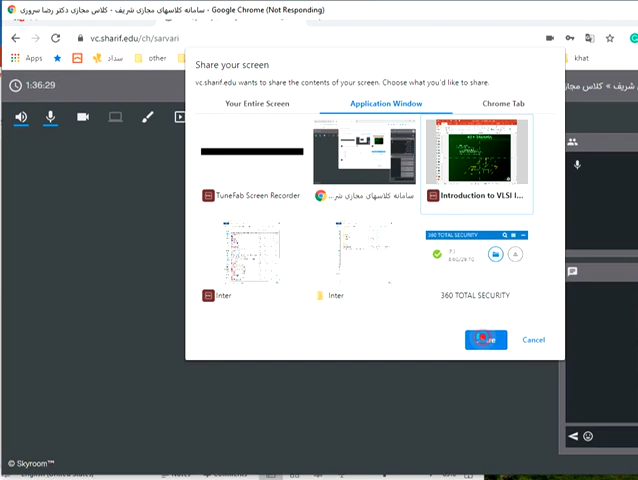 سامانه کلاسهای مجازی شریف - کلاس مجازی دکتر رضا سروری - Google Chrome (Not Responding)
vc.sharif.edu/ch/sarvari
Apps
سداد
other
khat
1:36:29
شریف » کلاس مجازی
Share your screen
vc.sharif.edu wants to share the contents of your screen. Choose what you'd like to share.
Your Entire Screen
Application Window
Chrome Tab
TuneFab Screen Recorder
سامانه کلاسهای مجازی شر...
Introduction to VLSI I...
360 TOTAL SECURITY
Inter
Inter
360 TOTAL SECURITY
Cancel
© Skyroom™